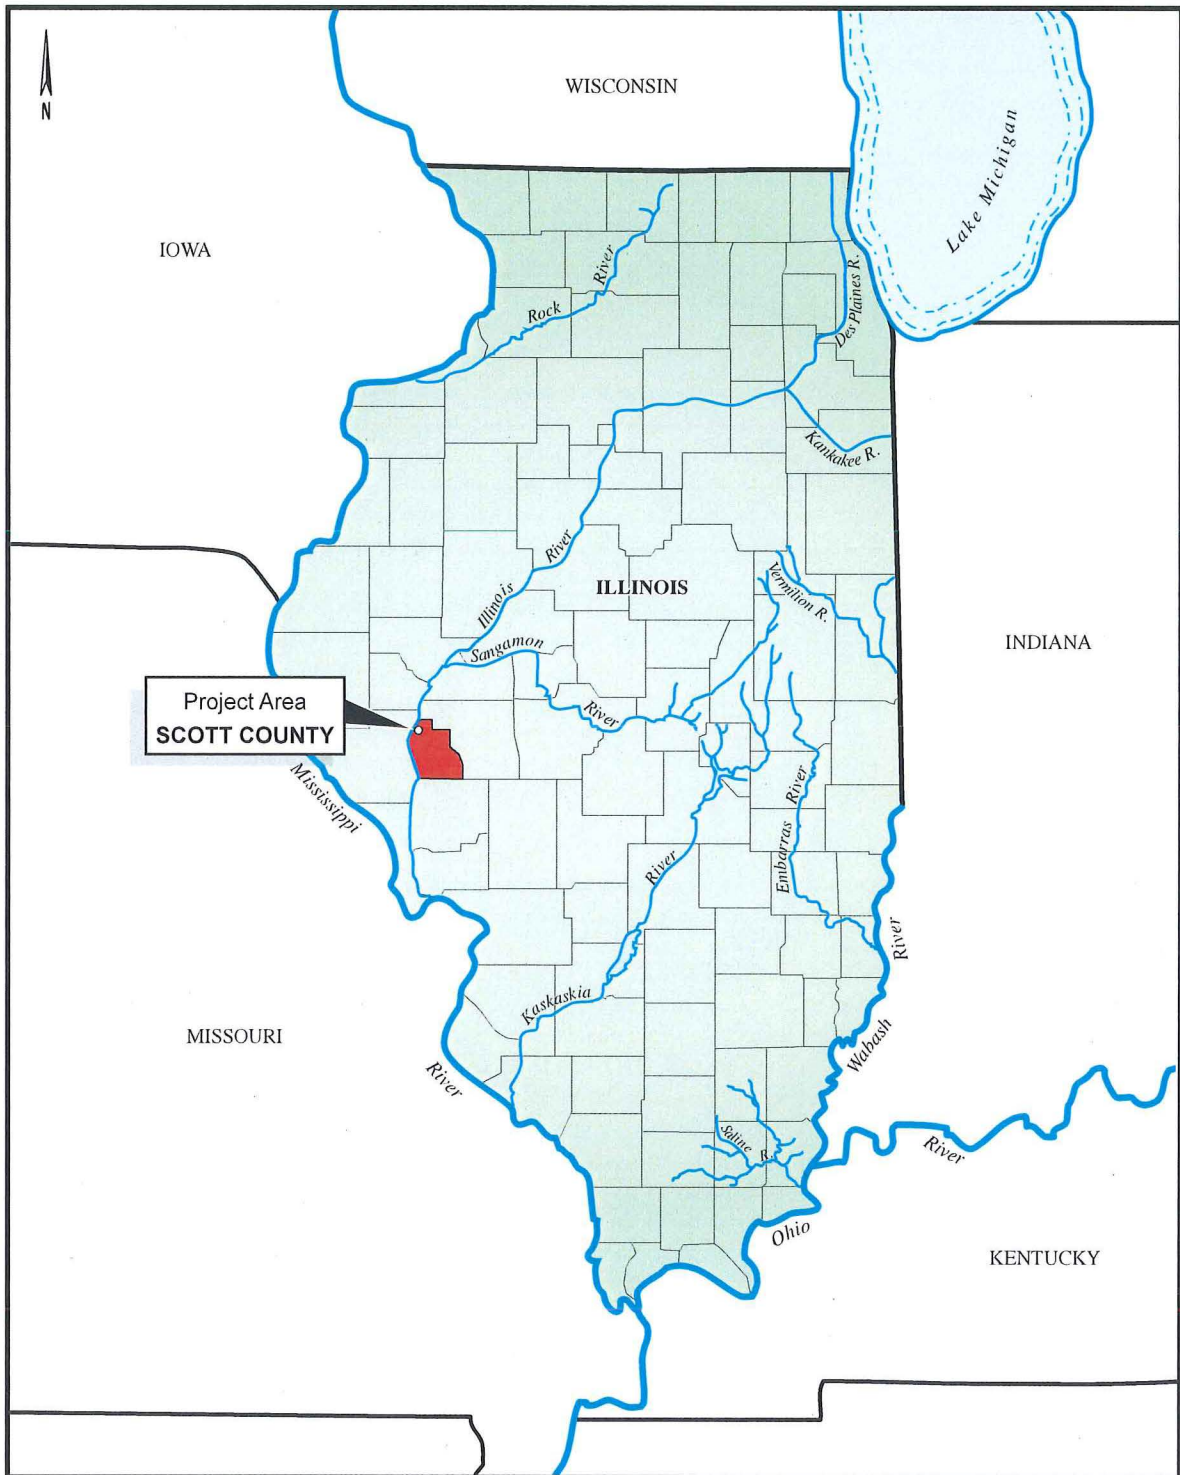 N
WISCONSIN
Lake Michigan
IOWA
Rock River
Des Plaines R.
Kankakee R.
Illinois River
ILLINOIS
Vermilion R.
Sangamon River
INDIANA
Project Area
SCOTT COUNTY
Mississippi River
Embarras River
Kaskaskia River
Wabash River
MISSOURI
Saline R.
Ohio River
KENTUCKY